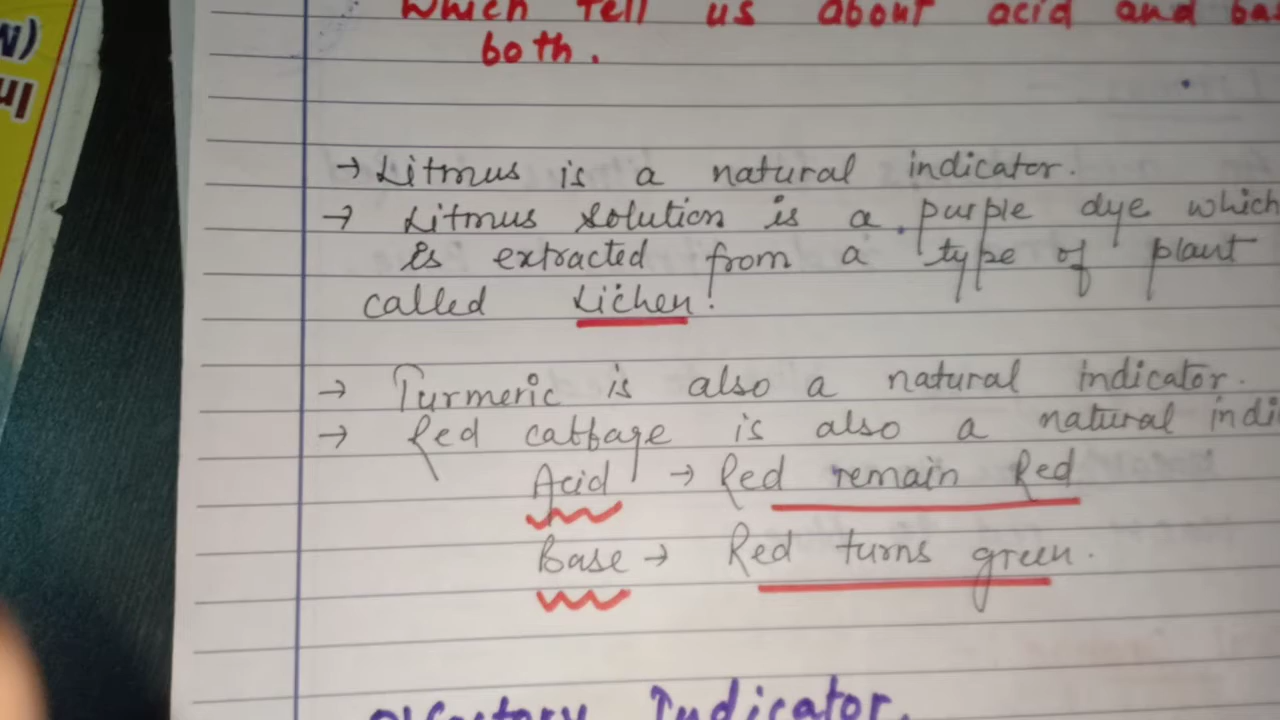 which tell us about acid and
both.
→ Litmus is a natural indicator.
→ Litmus solution is a purple dye which
is extracted from a type of plant
called Lichen.
→ Turmeric is also a natural indicator.
→ Red cabbage is also a natural indi
Acid → Red remain Red
Base → Red turns green.
Olfactory Indicator.